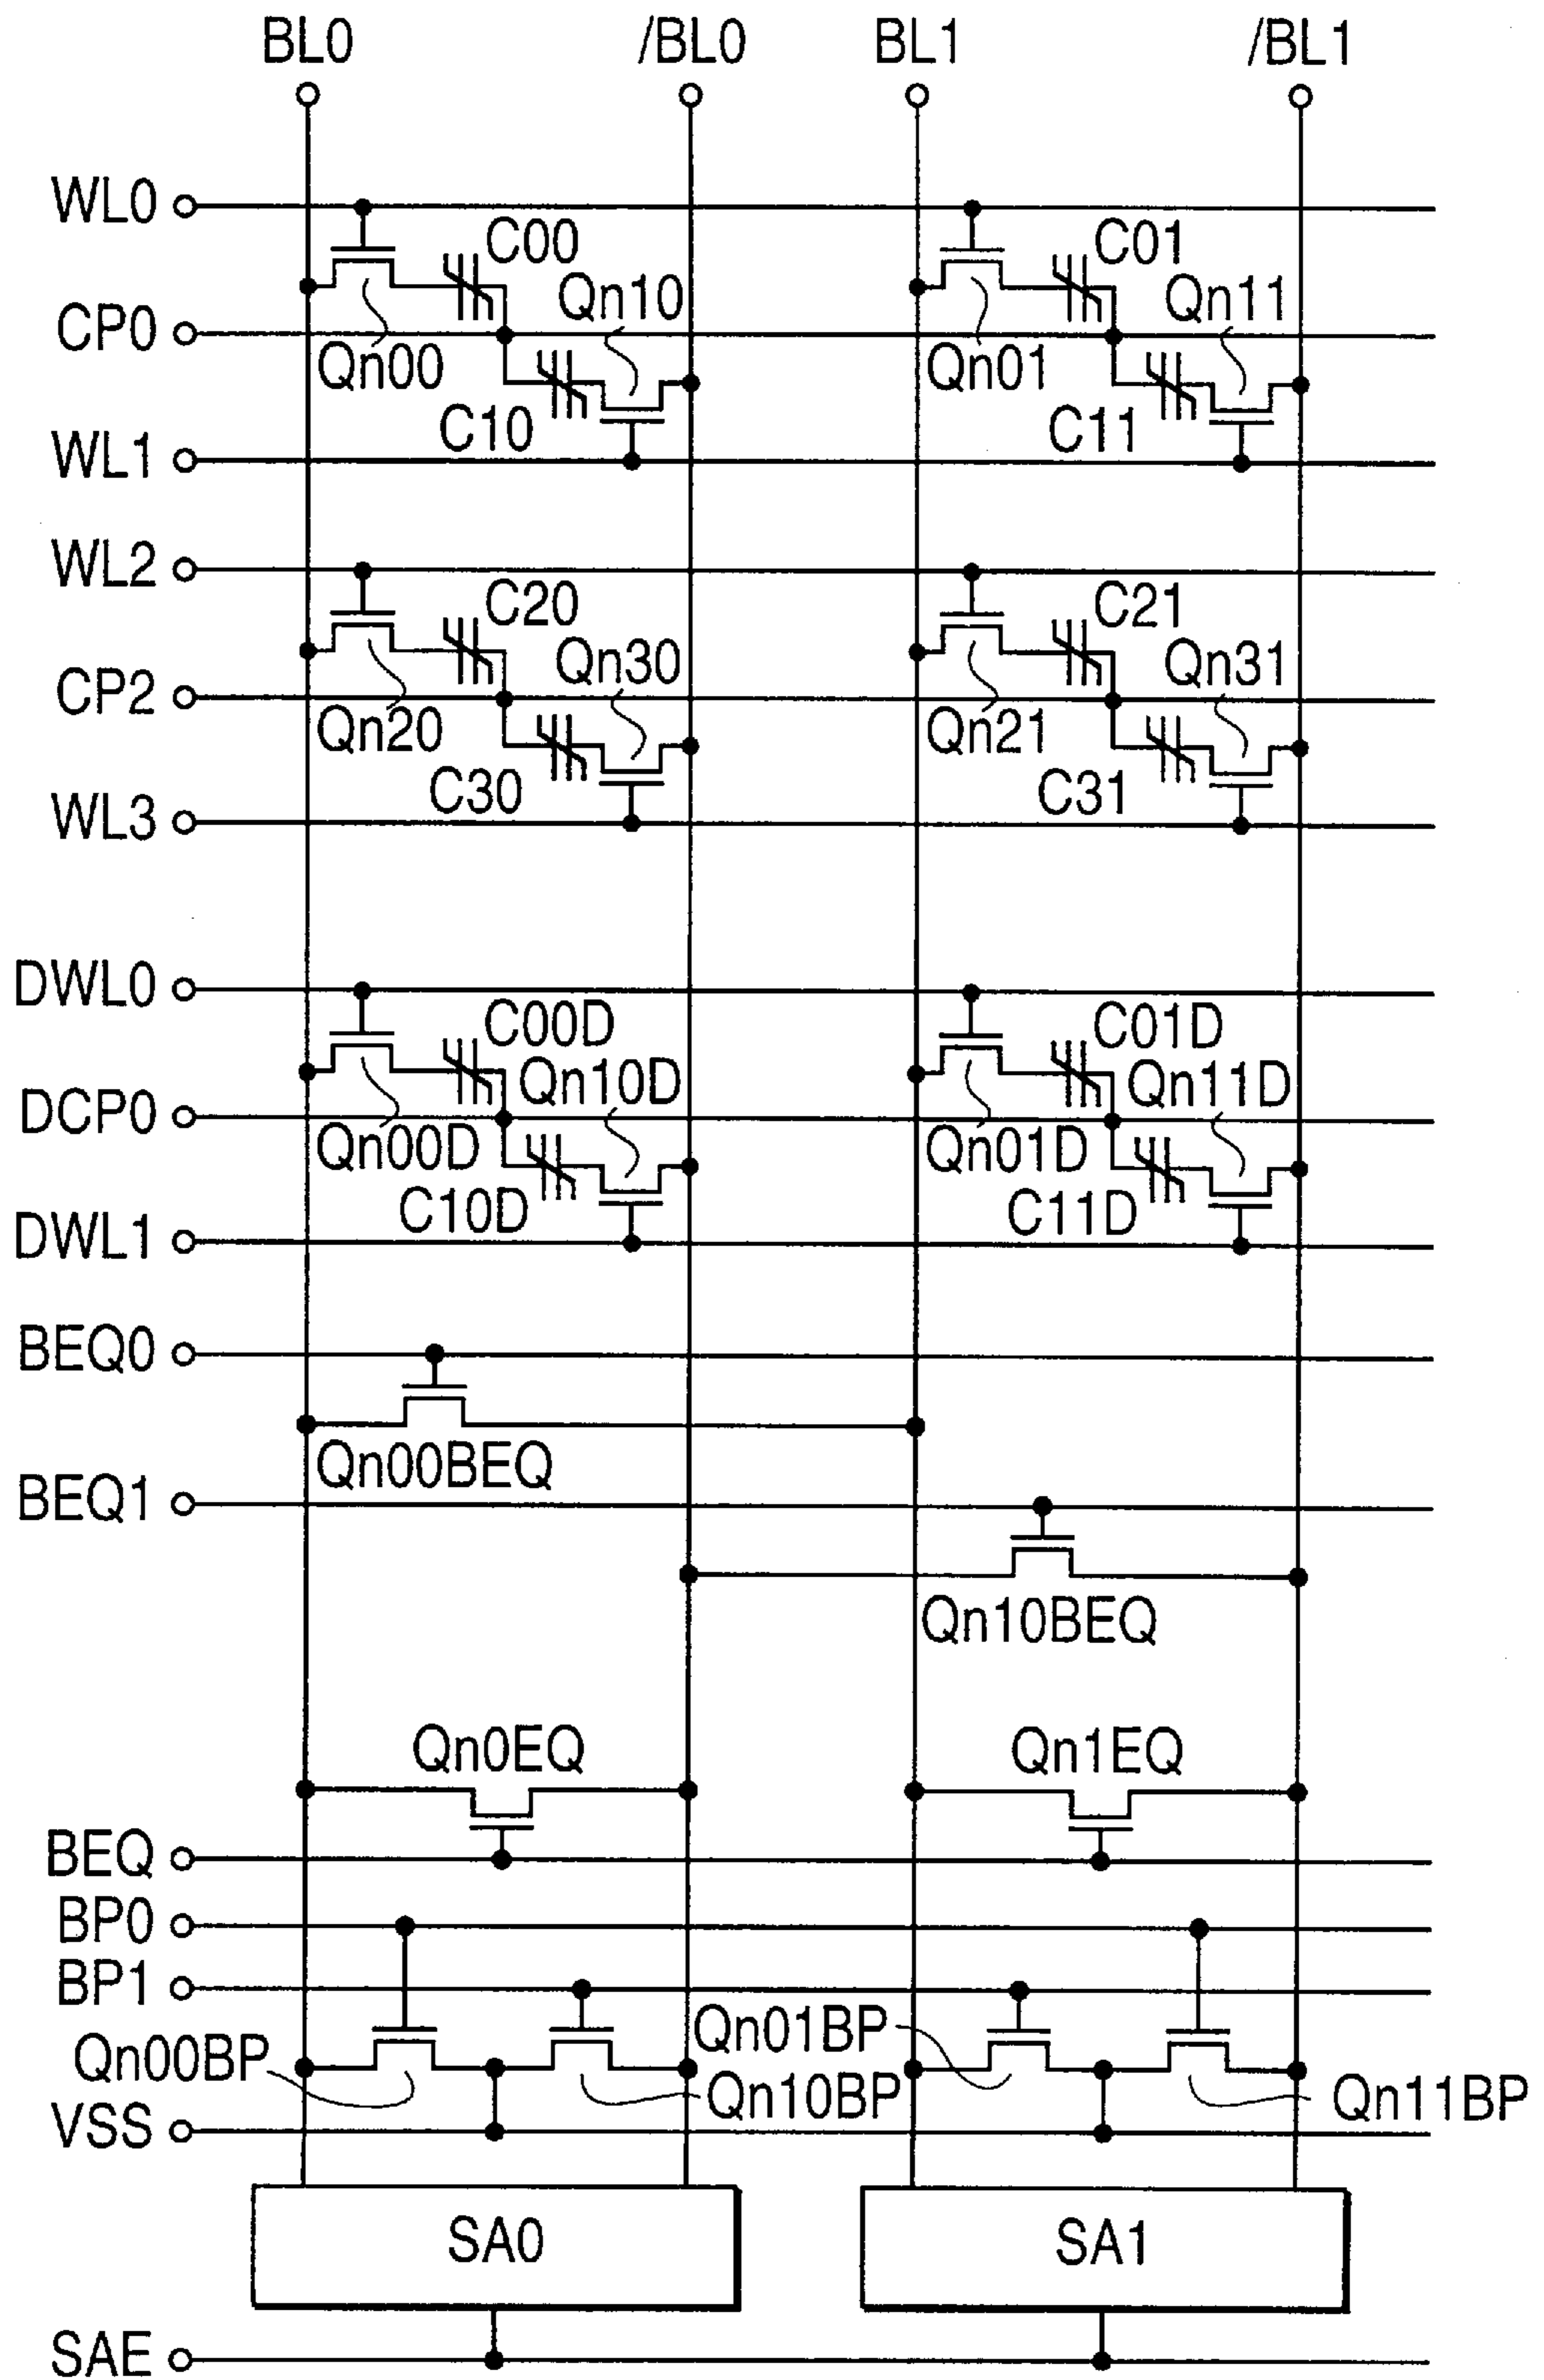 BL0 /BL0 BL1 /BL1
WL0
C00 C01
Qn10 Qn11
CP0
Qn00 Qn01
C10 C11
WL1
WL2
C20 C21
Qn30 Qn31
CP2
Qn20 Qn21
C30 C31
WL3
DWL0
C00D C01D
Qn10D Qn11D
DCP0
Qn00D Qn01D
C10D C11D
DWL1
BEQ0
Qn00BEQ
BEQ1
Qn10BEQ
Qn0EQ Qn1EQ
BEQ
BP0
BP1
Qn01BP
Qn00BP Qn10BP Qn11BP
VSS
SA0 SA1
SAE